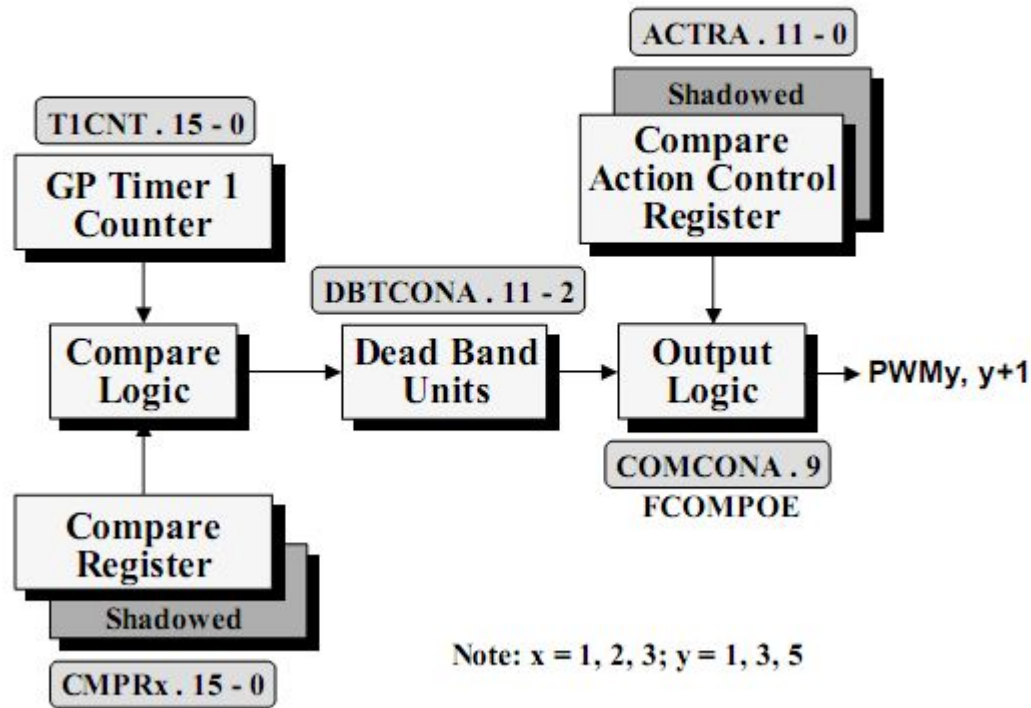 ACTRA . 11 - 0
Shadowed
Compare
Action Control
Register
T1CNT . 15 - 0
GP Timer 1
Counter
DBTCONA . 11 - 2
Compare
Logic
Dead Band
Units
Output
Logic
PWMy, y+1
COMCONA . 9
FCOMPOE
Compare
Register
Shadowed
CMPRx . 15 - 0
Note: x = 1, 2, 3; y = 1, 3, 5